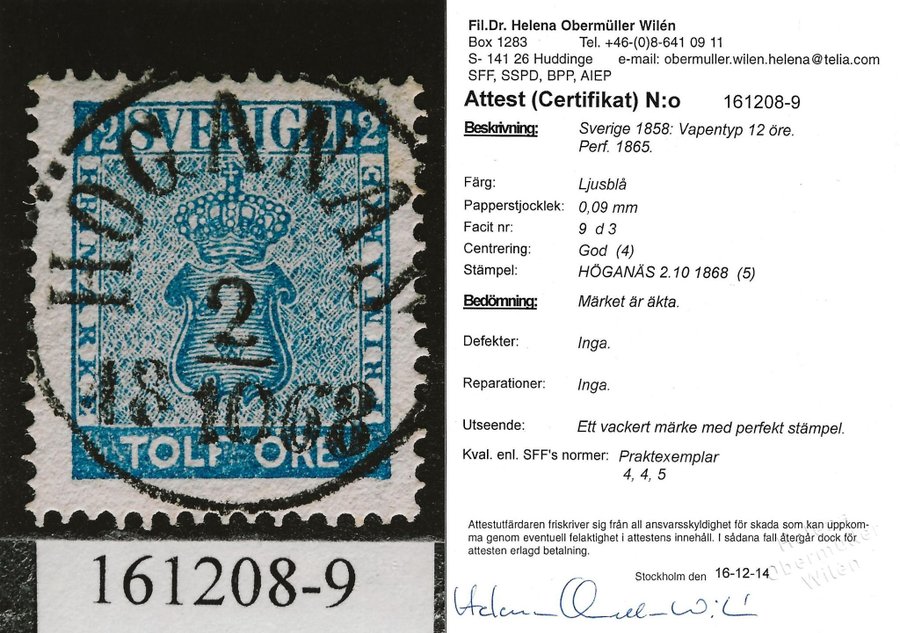 12 SVERIGE 12
FRIMÄRKE
HÖGANÄS
2
18 10 68
TOLF ÖRE
161208-9
Fil.Dr. Helena Obermüller Wilén
Box 1283 Tel. +46-(0)8-641 09 11
S- 141 26 Huddinge e-mail: obermuller.wilen.helena@telia.com
SFF, SSPD, BPP, AIEP
Attest (Certifikat) N:o 161208-9
Beskrivning: Sverige 1858: Vapentyp 12 öre.
Perf. 1865.
Färg: Ljusblå
Papperstjocklek: 0,09 mm
Facit nr: 9 d 3
Centrering: God (4)
Stämpel: HÖGANÄS 2.10 1868 (5)
Bedömning: Märket är äkta.
Defekter: Inga.
Reparationer: Inga.
Utseende: Ett vackert märke med perfekt stämpel.
Kval. enl. SFF's normer: Praktexemplar
4, 4, 5
Attestutfärdaren friskriver sig från all ansvarsskyldighet för skada som kan uppkom-
ma genom eventuell felaktighet i attestens innehåll. I sådana fall återgår dock för
attesten erlagd betalning.
Stockholm den 16-12-14
Obermüller
Wilén